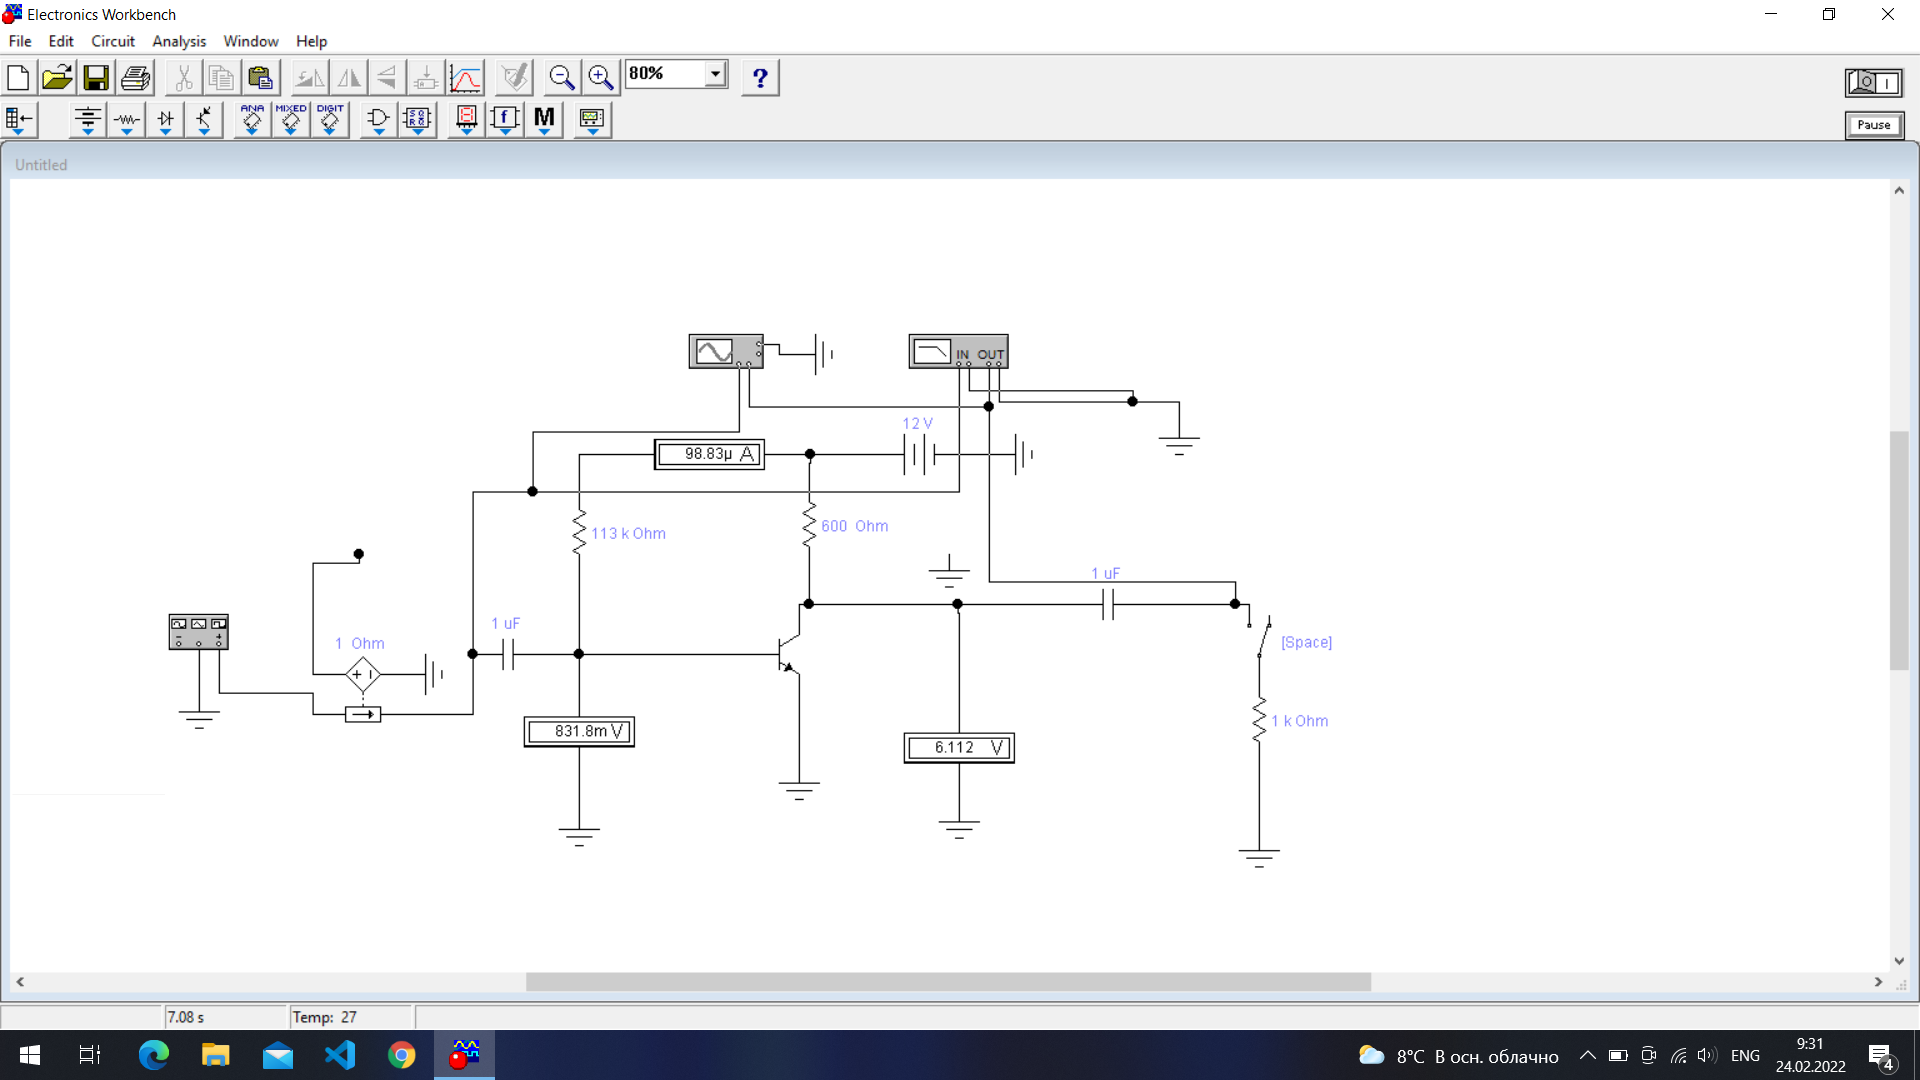 Electronics Workbench
File Edit Circuit Analysis Window Help
80% ?
ANA MIXED DIGIT f M
Pause
Untitled
IN OUT
12 V
98.83µ A
113 k Ohm
600 Ohm
1 uF
1 uF
1 Ohm
[Space]
831.8m V
6.112 V
1 k Ohm
7.08 s Temp: 27
8°C В осн. облачно ENG 9:31
24.02.2022
4